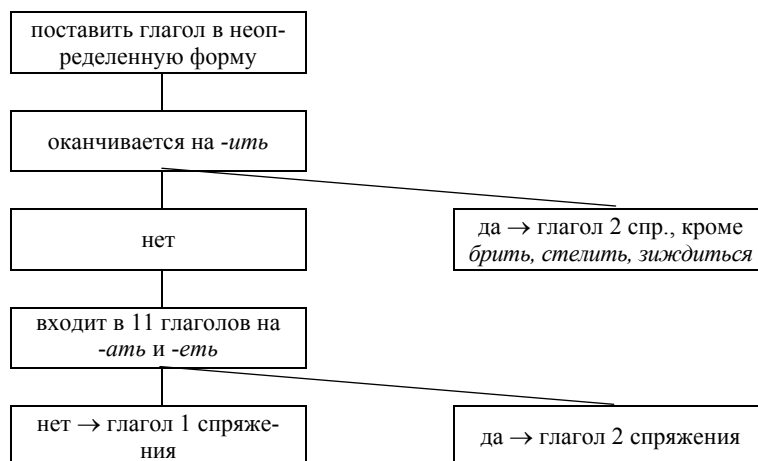 поставить глагол в неоп-
ределенную форму
оканчивается на -ить
нет
да → глагол 2 спр., кроме
брить, стелить, зиждиться
входит в 11 глаголов на
-ать и -еть
нет → глагол 1 спряже-
ния
да → глагол 2 спряжения